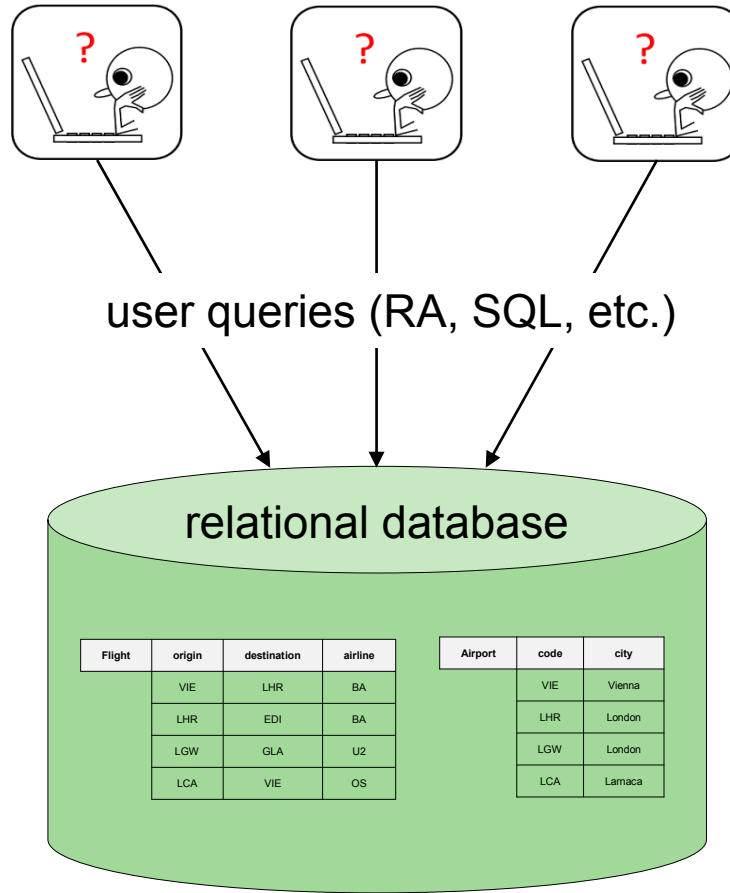 ? ? ?
user queries (RA, SQL, etc.)
relational database
Flight origin destination airline
VIE LHR BA
LHR EDI BA
LGW GLA U2
LCA VIE OS
Airport code city
VIE Vienna
LHR London
LGW London
LCA Larnaca